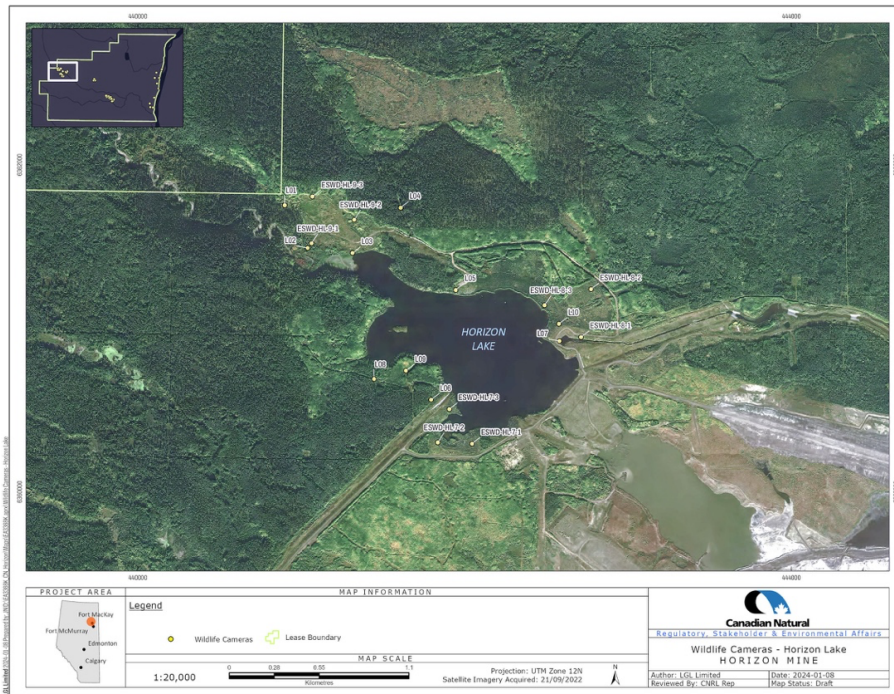 440000
444000
6362000
L01
ESWD-HL-9-3
L04
ESWD-HL-9-2
ESWD-HL-9-1
L02
L03
L05
ESWD-HL-8-2
ESWD-HL-8-3
L10
HORIZON
LAKE
L07
ESWD-HL-8-1
L08
ESWD-HL-7-3
ESWD-HL-7-2
ESWD-HL-7-1
6360000
440000
444000
PROJECT AREA
Fort MacKay
Fort McMurray
Edmonton
Calgary
MAP INFORMATION
Legend
Wildlife Cameras
Lease Boundary
MAP SCALE
1:20,000
0 0.28 0.55 1.1
Kilometres
Projection: UTM Zone 12N
Satellite Imagery Acquired: 21/09/2022
N
Canadian Natural
Regulatory, Stakeholder & Environmental Affairs
Wildlife Cameras - Horizon Lake
HORIZON MINE
Author: LGL Limited
Date: 2024-01-08
Reviewed By: CNRL Rep
Map Status: Draft